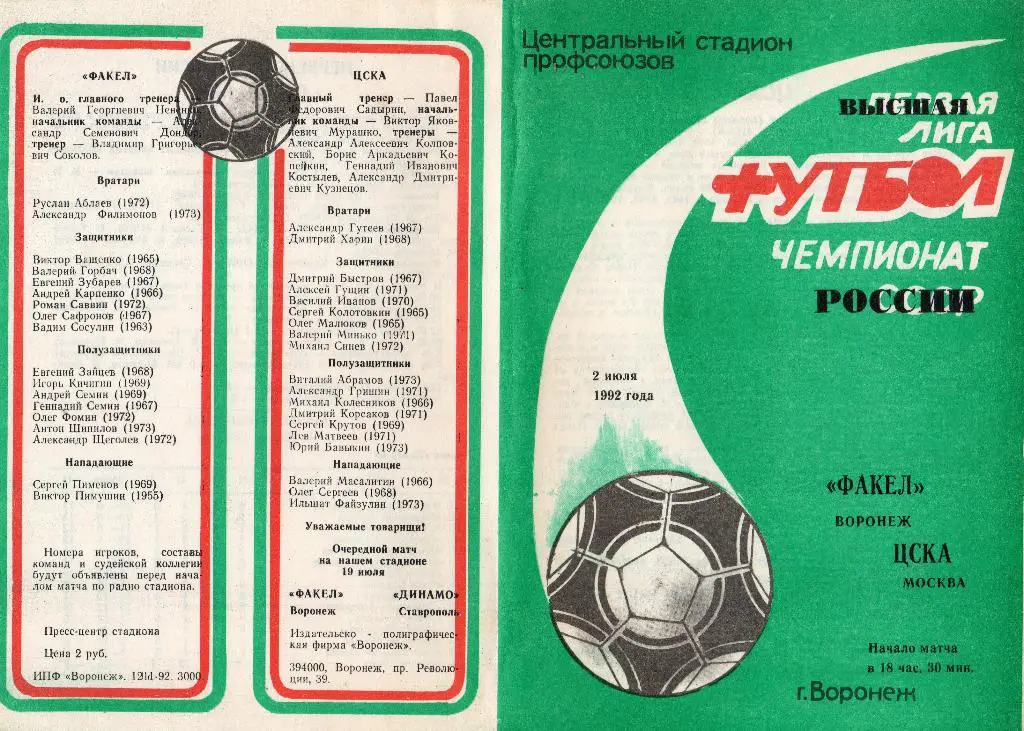 «ФАКЕЛ»
И. о. главного тренера
Валерий Георгиевич
начальник команды —
сандр Семенович
тренер — Владимир
вич Соколов.
Вратари
Руслан Аблаев (1972)
Александр Филимонов (1973)
Защитники
Виктор Ващенко (1965)
Валерий Горбач (1968)
Евгений Зубарев (1967)
Андрей Карпенко (1966)
Роман Саввин (1972)
Олег Сафронов (1967)
Вадим Сосулин (1963)
Полузащитники
Евгений Зайцев (1968)
Игорь Кичигин (1969)
Андрей Семин (1969)
Геннадий Семин (1967)
Олег Фомин (1972)
Антон Шипилов (1973)
Александр Щеголев (1972)
Нападающие
Сергей Пименов (1969)
Виктор Пимушин (1955)
Номера игроков, составы
команд и судейской коллегии
будут объявлены перед нача-
лом матча по радио стадиона.
Пресс-центр стадиона
Цена 2 руб.
ИПФ «Воронеж». 3000.
ЦСКА
Главный тренер — Павел
Федорович Садырин, началь-
ник команды — Виктор Яков-
левич Мурашко, тренеры —
Александр Алексеевич Колпов-
ский, Борис Аркадьевич Ко-
пейкин, Геннадий Иванович
Костылев, Александр Дмитри-
евич Кузнецов.
Вратари
Александр Гутеев (1967)
Дмитрий Харин (1968)
Защитники
Дмитрий Быстров (1967)
Алексей Гущин (1971)
Василий Иванов (1970)
Сергей Колотовкин (1965)
Олег Малюков (1965)
Валерий Минько (1971)
Михаил Синев (1972)
Полузащитники
Виталий Абрамов (1973)
Александр Гришин (1971)
Михаил Колесников (1966)
Дмитрий Корсаков (1971)
Сергей Крутов (1969)
Лев Матвеев (1971)
Юрий Бавыкин (1973)
Нападающие
Валерий Масалитин (1966)
Олег Сергеев (1968)
Ильшат Файзулин (1973)
Уважаемые товарищи!
Очередной матч
на нашем стадионе
19 июля
«ФАКЕЛ» «ДИНАМО»
Воронеж Ставрополь
Издательско - полиграфиче-
ская фирма «Воронеж».
394000, Воронеж, пр. Револю-
ции, 39.
Центральный стадион
профсоюзов
ПЕРВАЯ
ВЫСШАЯ
ЛИГА
ФУТБОЛ
ЧЕМПИОНАТ
СССР
РОССИИ
2 июля
1992 года
«ФАКЕЛ»
ВОРОНЕЖ
ЦСКА
МОСКВА
Начало матча
в 18 час, 30 мин.
г. Воронеж